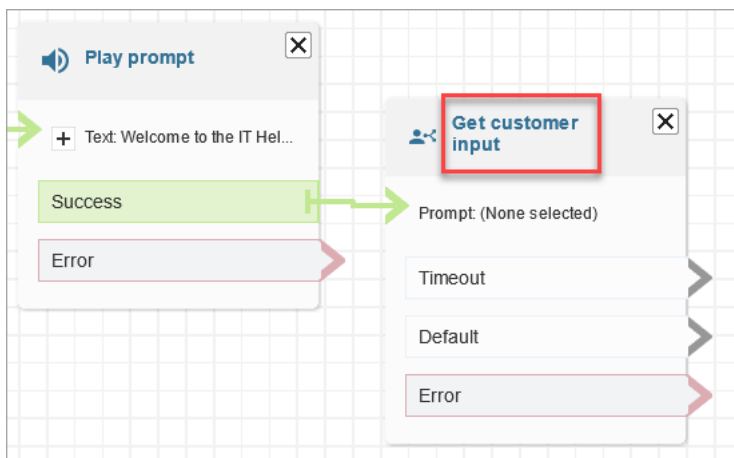 Play prompt
Text: Welcome to the IT Hel...
Success
Error
Get customer
input
Prompt: (None selected)
Timeout
Default
Error